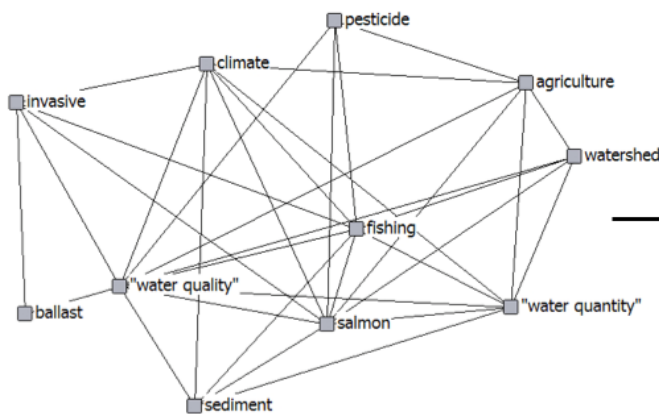 pesticide
climate
agriculture
invasive
watershed
fishing
"water quality"
"water quantity"
ballast
salmon
sediment